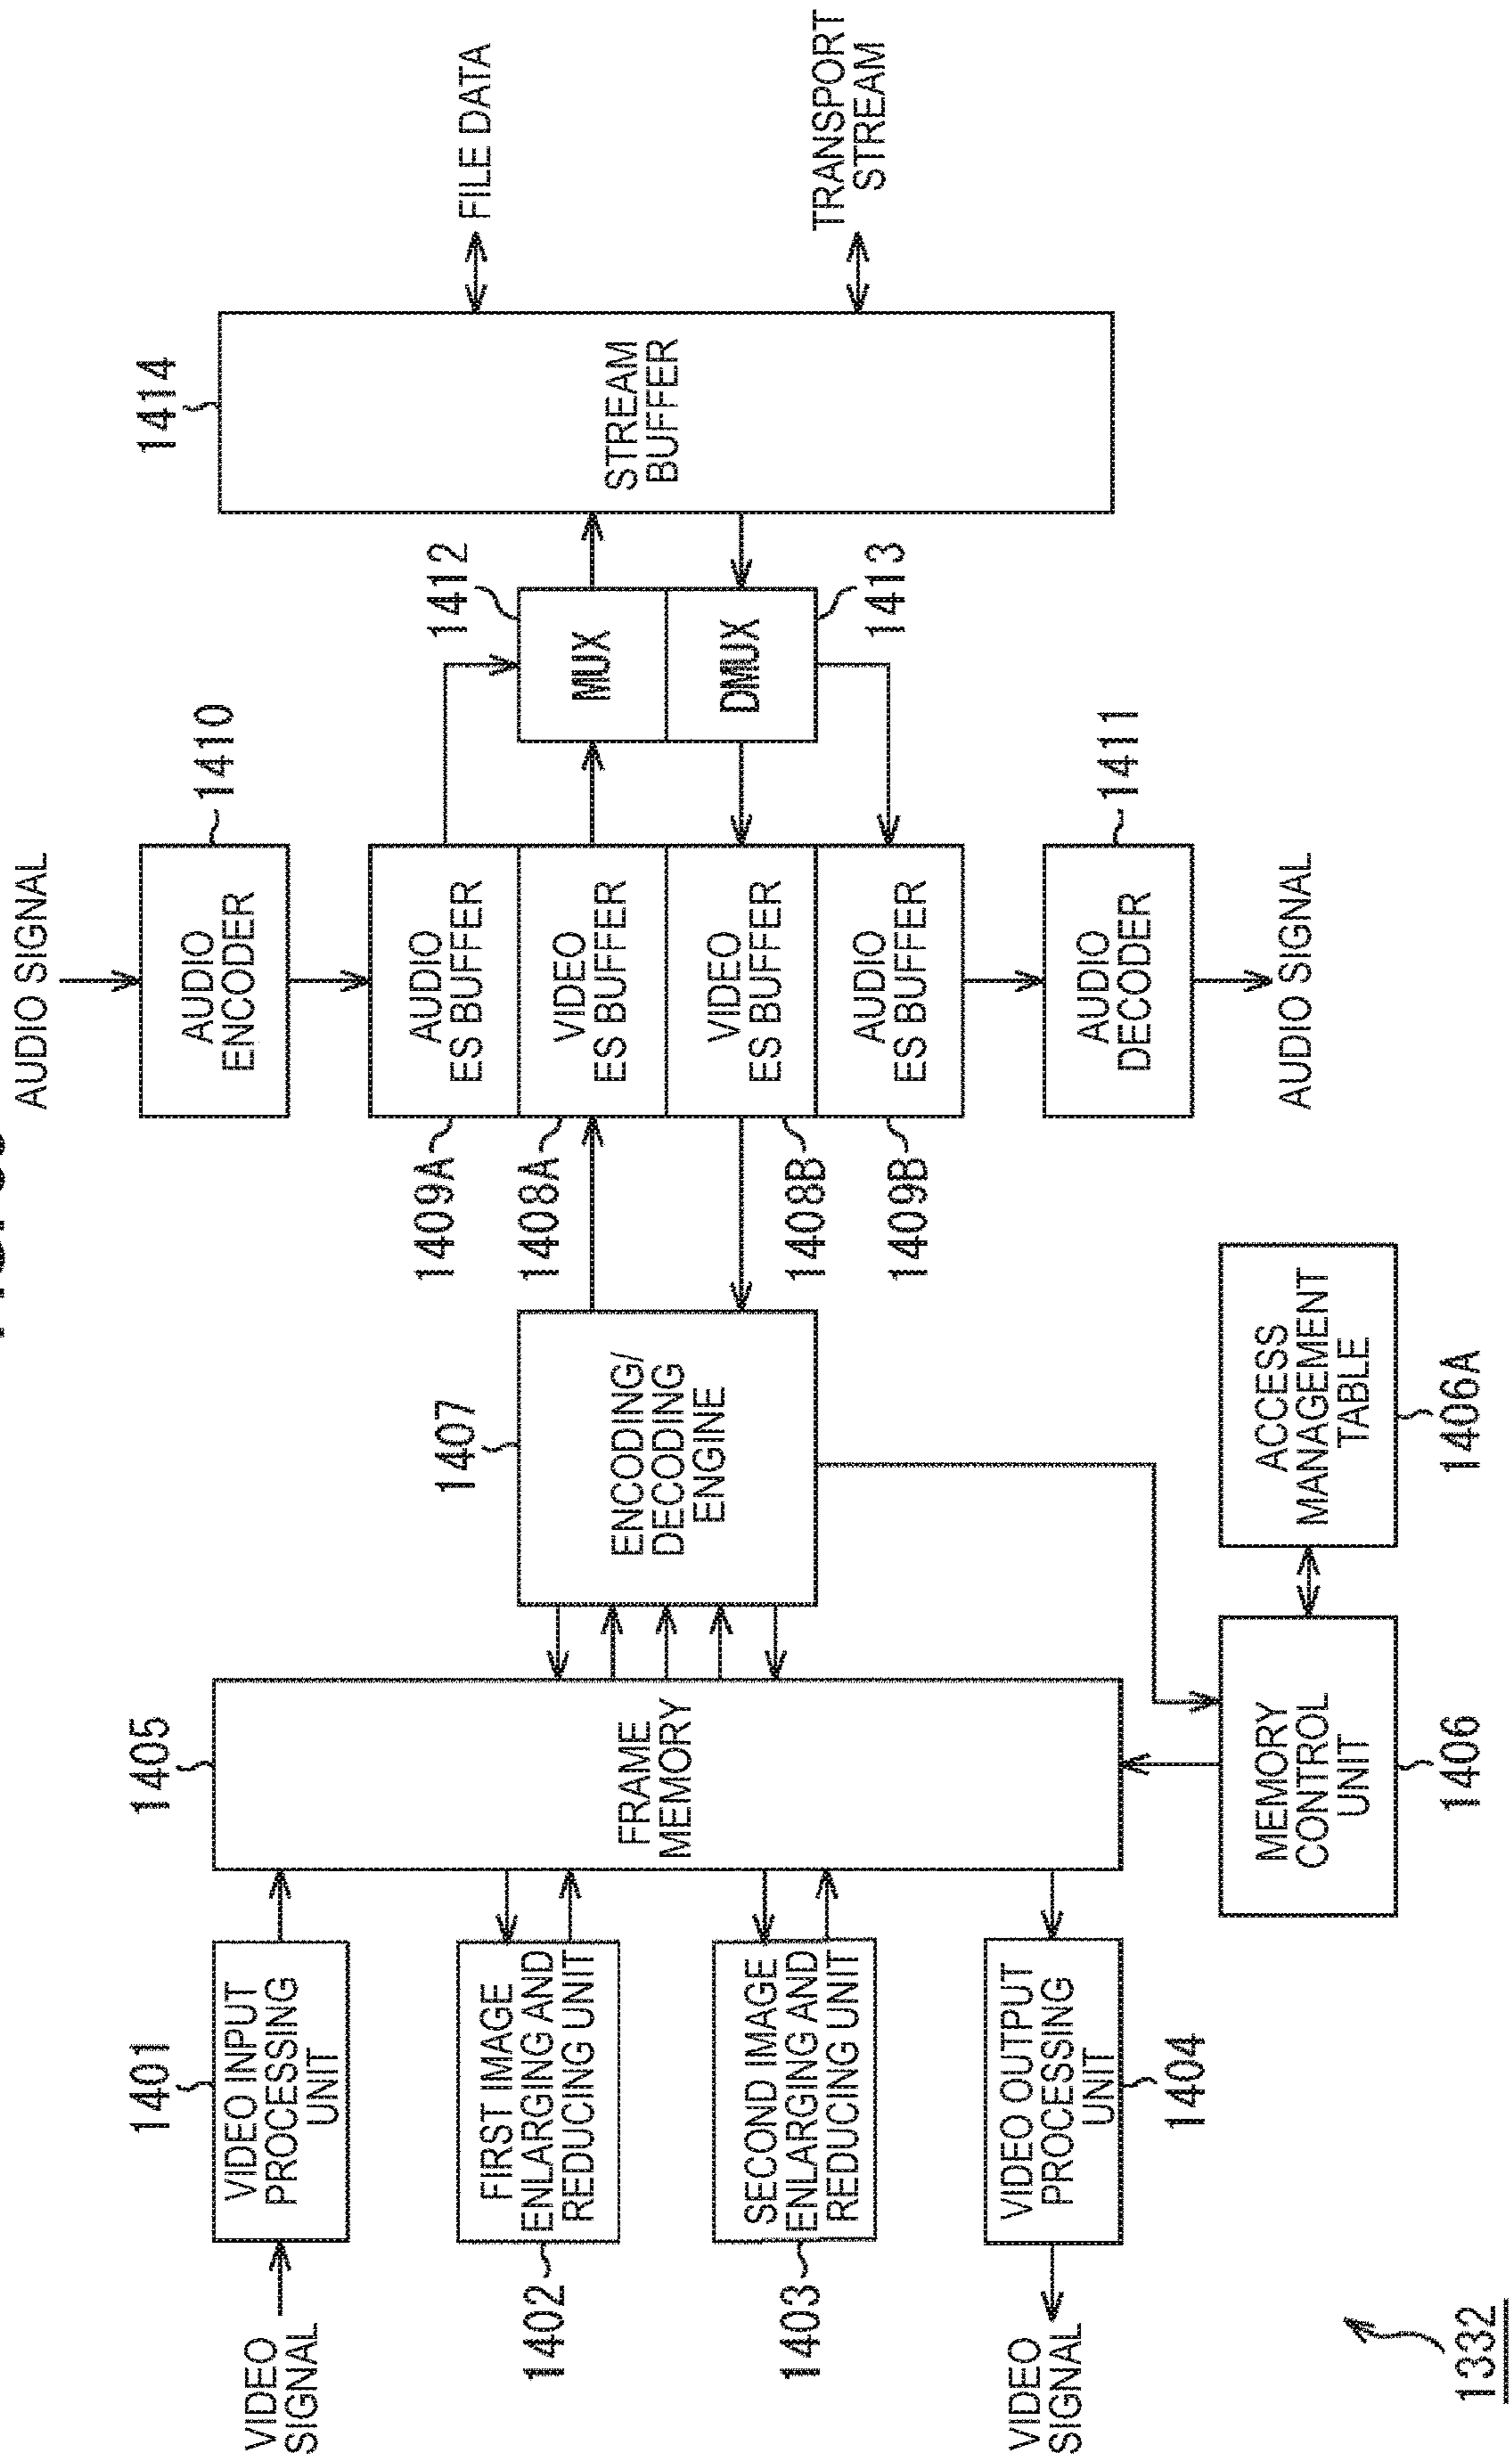 AUDIO SIGNAL
1410
AUDIO
ENCODER
1414
1405
1401
VIDEO
SIGNAL
VIDEO INPUT
PROCESSING
UNIT
1402
FIRST IMAGE
ENLARGING AND
REDUCING UNIT
1403
SECOND IMAGE
ENLARGING AND
REDUCING UNIT
VIDEO
SIGNAL
VIDEO OUTPUT
PROCESSING
UNIT
1404
FRAME
MEMORY
1407
ENCODING/
DECODING
ENGINE
MEMORY
CONTROL
UNIT
1406
ACCESS
MANAGEMENT
TABLE
1406A
1409A
1408A
1408B
1409B
AUDIO
ES BUFFER
VIDEO
ES BUFFER
VIDEO
ES BUFFER
AUDIO
ES BUFFER
1412
MUX
DMUX
1413
AUDIO
DECODER
1411
AUDIO SIGNAL
STREAM
BUFFER
FILE DATA
TRANSPORT
STREAM
1332